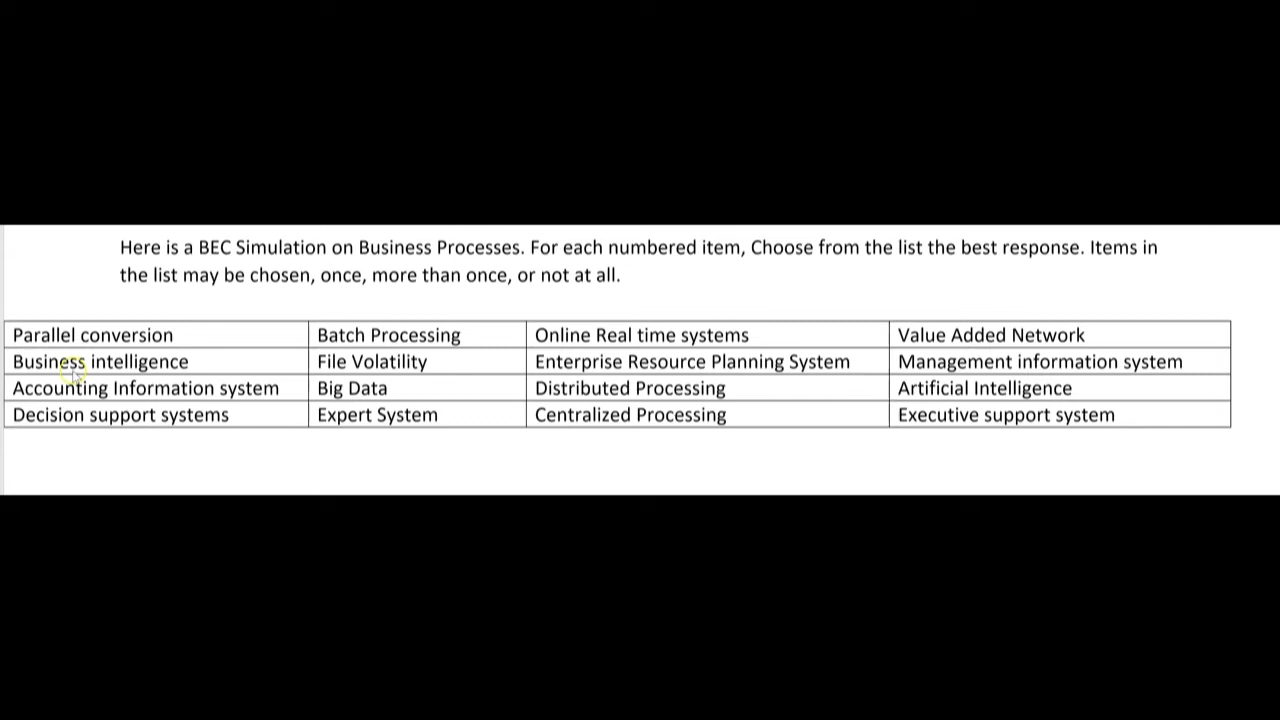 Here is a BEC Simulation on Business Processes. For each numbered item, Choose from the list the best response. Items in
the list may be chosen, once, more than once, or not at all.
Parallel conversion Batch Processing Online Real time systems Value Added Network
Business intelligence File Volatility Enterprise Resource Planning System Management information system
Accounting Information system Big Data Distributed Processing Artificial Intelligence
Decision support systems Expert System Centralized Processing Executive support system